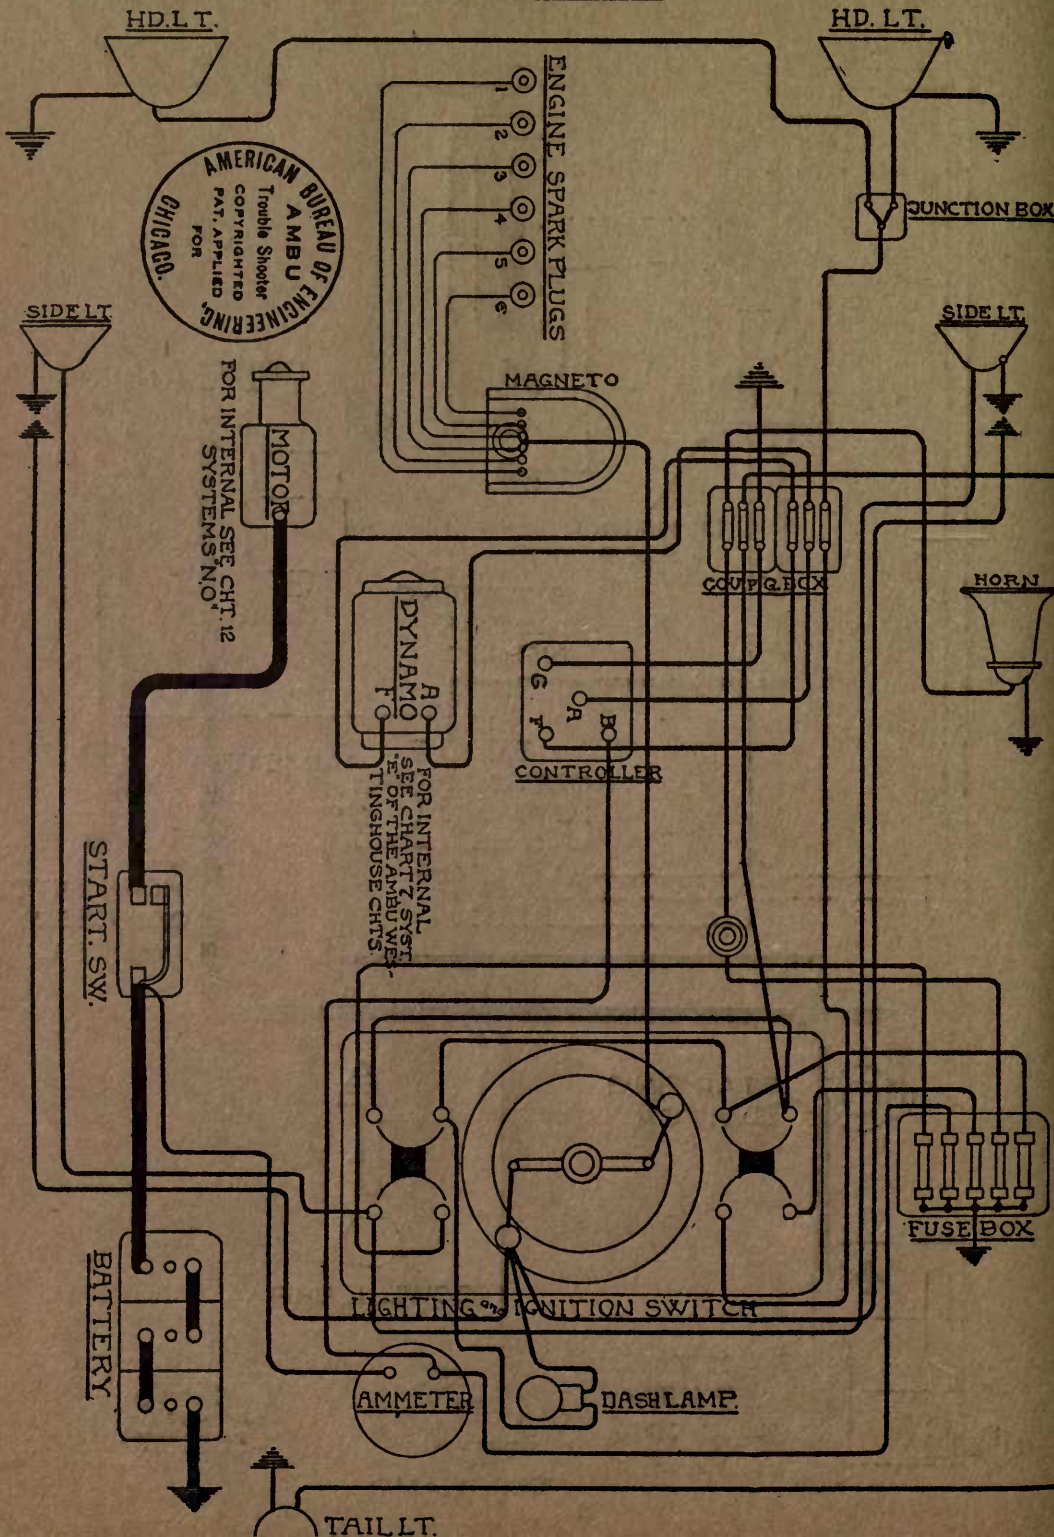 HD.LT.
HD. LT.
ENGINE SPARK PLUGS
1
2
3
4
5
6
AMERICAN BUREAU OF ENGINEERING,
CHICAGO.
AMBU
Trouble Shooter
COPYRIGHTED
PAT. APPLIED
FOR
JUNCTION BOX
SIDE LT
SIDE LT.
MAGNETO
MOTOR
FOR INTERNAL SEE, CHT. 12
SYSTEMS N,O"
COUP'G. BOX
HORN
DYNAMO
A
F
G
A
F
B
CONTROLLER
FOR INTERNAL
SEE CHART 7, SYST.
"E" OF THE AMBU WES-
TINGHOUSE CHTS.
START. SW.
FUSE BOX
BATTERY
LIGHTING and IGNITION SWITCH
AMMETER
DASH LAMP.
TAIL LT.